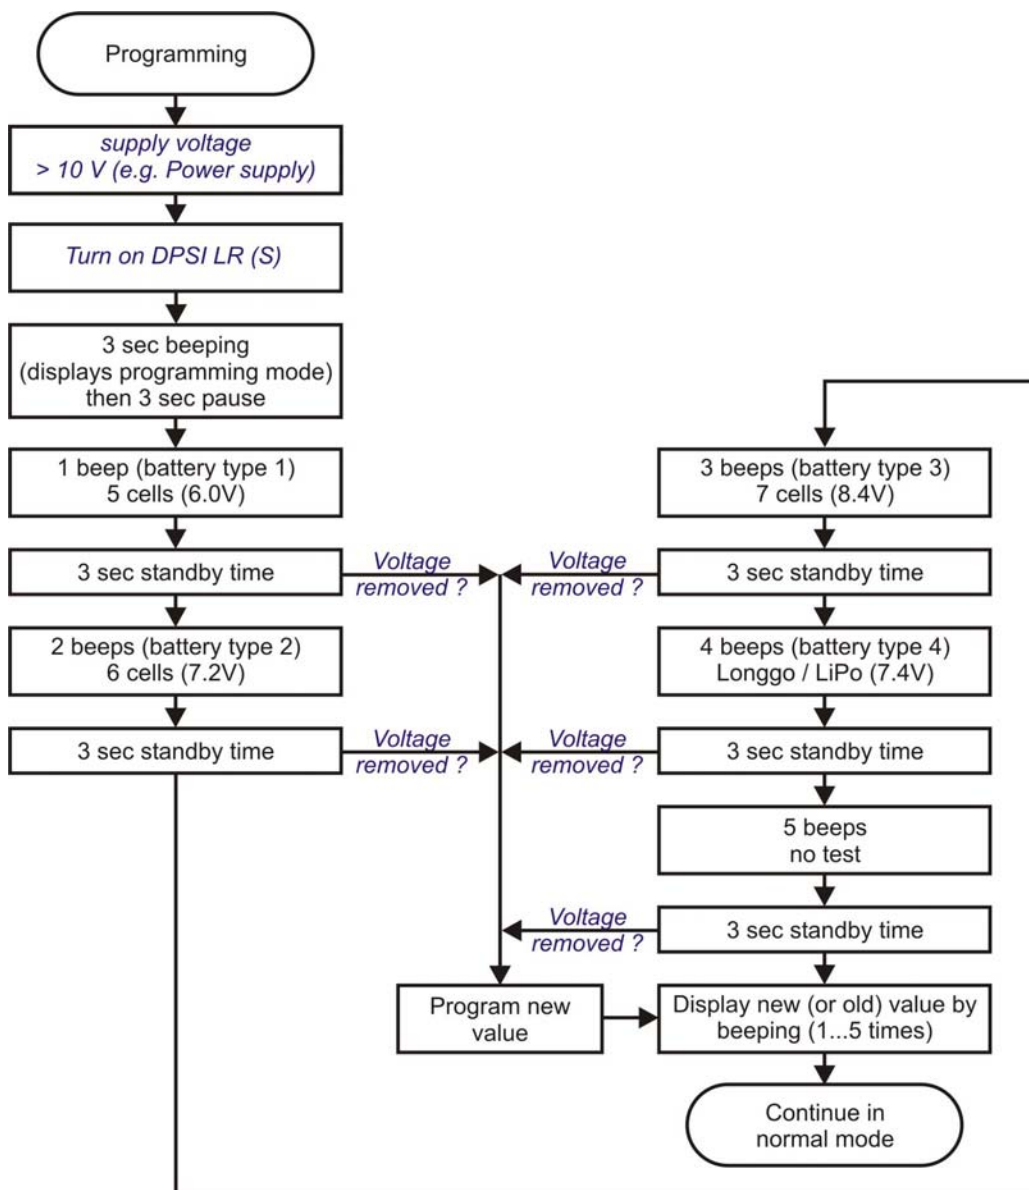 Programming
supply voltage
> 10 V (e.g. Power supply)
Turn on DPSI LR (S)
3 sec beeping
(displays programming mode)
then 3 sec pause
1 beep (battery type 1)
5 cells (6.0V)
3 sec standby time
Voltage
removed ?
2 beeps (battery type 2)
6 cells (7.2V)
3 sec standby time
Voltage
removed ?
3 beeps (battery type 3)
7 cells (8.4V)
Voltage
removed ?
3 sec standby time
4 beeps (battery type 4)
Longgo / LiPo (7.4V)
Voltage
removed ?
3 sec standby time
5 beeps
no test
Voltage
removed ?
3 sec standby time
Program new
value
Display new (or old) value by
beeping (1...5 times)
Continue in
normal mode